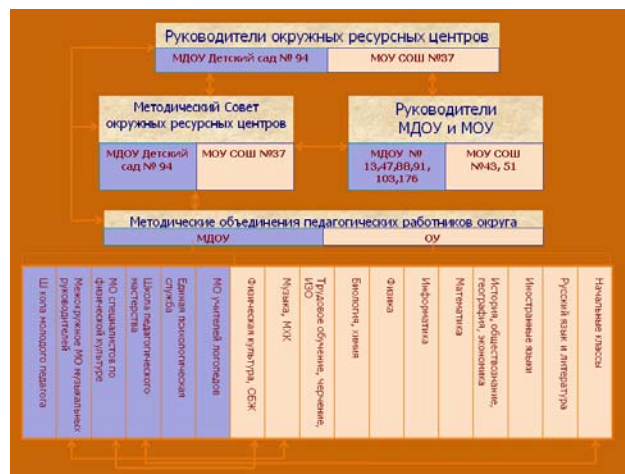 Руководители окружных ресурсных центров
МДОУ Детский сад № 94
МОУ СОШ №37
Методический Совет
окружных ресурсных центров
МДОУ Детский
сад № 94
МОУ СОШ №37
Руководители
МДОУ и МОУ
МДОУ №
13,47,88,91,
103,176
МОУ СОШ
№43, 51
Методические объединения педагогических работников округа
МДОУ
ОУ
Ш кола молодого педагога
Межокружное МО музыкальных
руководителей
МО специалистов по
физической культуре
Школа педагогического
мастерства
Единая психологическая
служба
МО учителей логопедов
Физическая культура, ОБЖ
Музыка, МХК
Трудовое обучение, черчение,
ИЗО
Биология, химия
Физика
Информатика
Математика
История, обществознание,
география, экономика
Иностранные языки
Русский язык и литература
Начальные классы